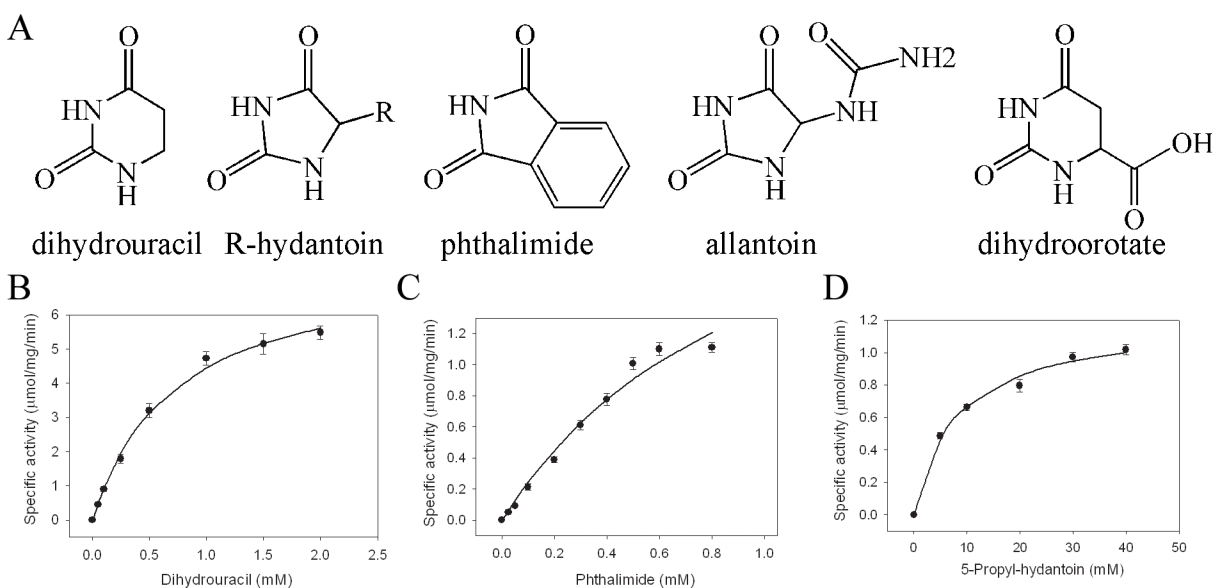 A
O
O
O
O
O
NH2
O
HN
HN
R
HN
HN
NH
HN
OH
O
N
H
O
N
H
O
O
N
H
O
N
H
O
dihydrouracil R-hydantoin phthalimide allantoin dihydroorotate
B
Specific activity (µmol/mg/min)
6
5
4
3
2
1
0
0.0 0.5 1.0 1.5 2.0 2.5
Dihydrouracil (mM)
C
Specific activity (µmol/mg/min)
1.2
1.0
0.8
0.6
0.4
0.2
0.0
0.0 0.2 0.4 0.6 0.8 1.0
Phthalimide (mM)
D
Specific activity (µmol/mg/min)
1.2
1.0
0.8
0.6
0.4
0.2
0.0
0 10 20 30 40 50
5-Propyl-hydantoin (mM)